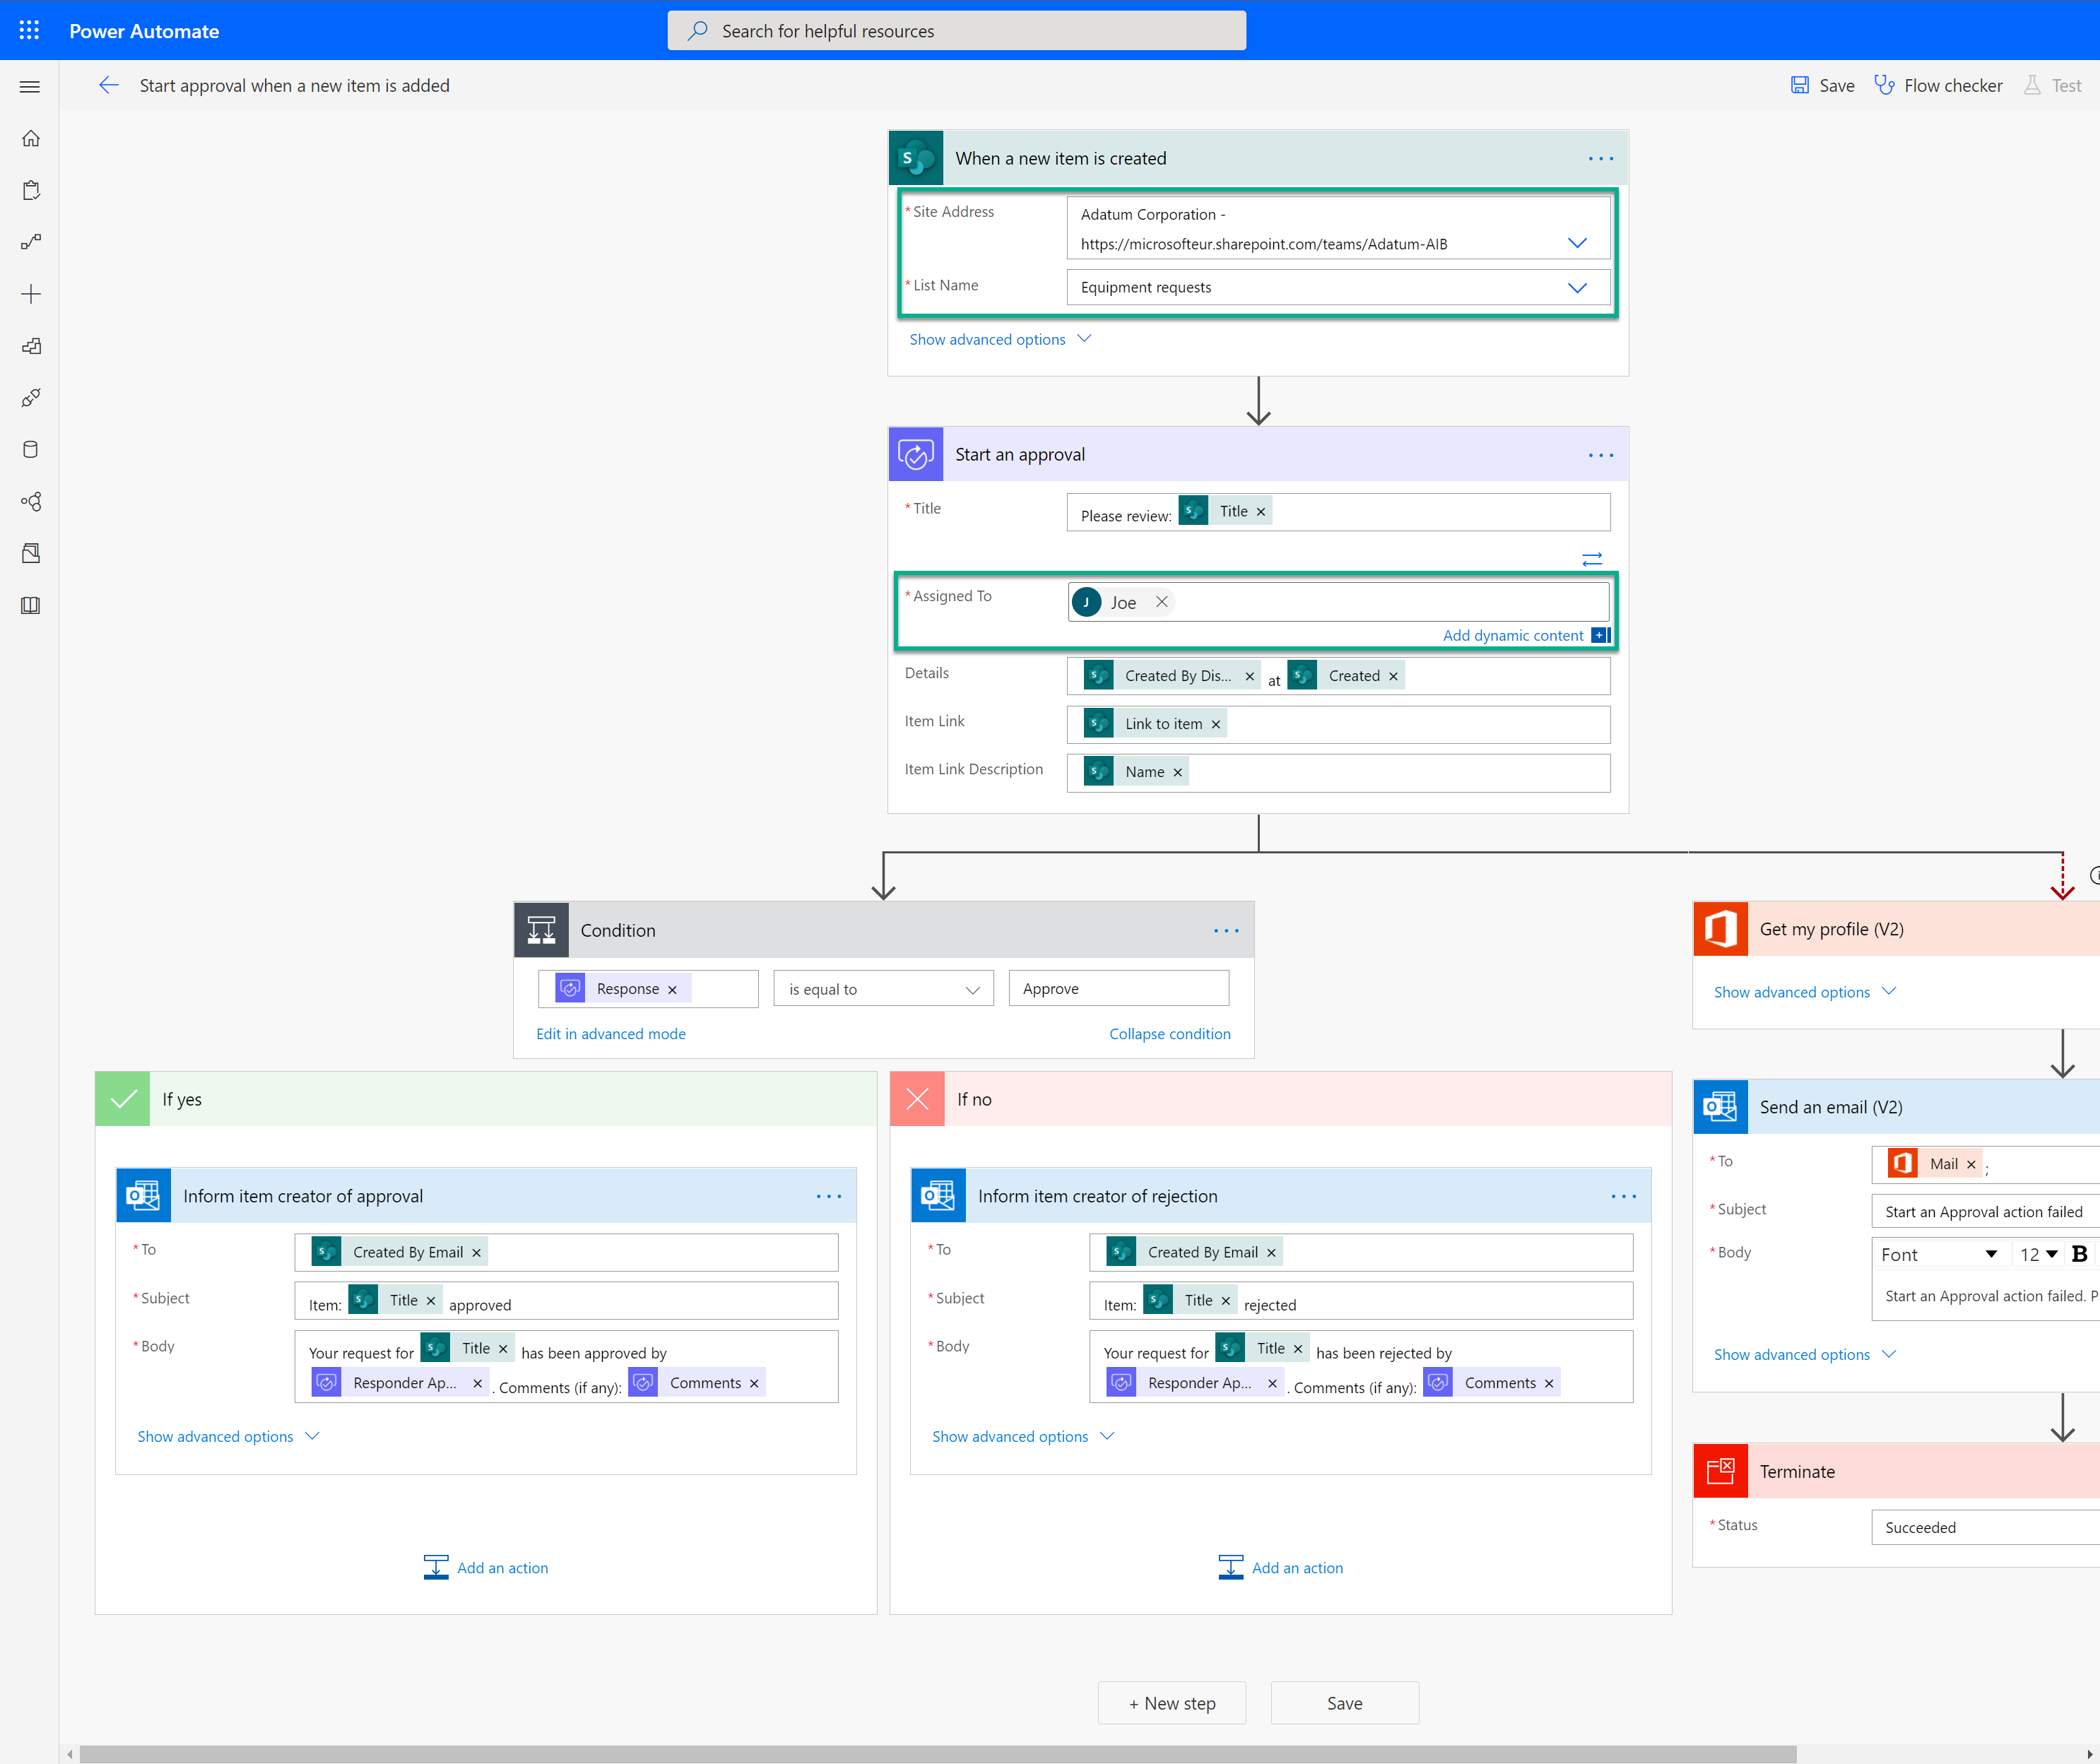 Power Automate
Search for helpful resources
Start approval when a new item is added
Save
Flow checker
Test
When a new item is created
* Site Address
Adatum Corporation -
https://microsofteur.sharepoint.com/teams/Adatum-AIB
* List Name
Equipment requests
Show advanced options
Start an approval
* Title
Please review: Title ×
* Assigned To
J Joe ×
Add dynamic content
Details
Created By Dis... × at Created ×
Item Link
Link to item ×
Item Link Description
Name ×
Condition
Response ×
is equal to
Approve
Edit in advanced mode
Collapse condition
If yes
Inform item creator of approval
* To
Created By Email ×
* Subject
Item: Title × approved
* Body
Your request for Title × has been approved by
Responder Ap... × . Comments (if any): Comments ×
Show advanced options
Add an action
If no
Inform item creator of rejection
* To
Created By Email ×
* Subject
Item: Title × rejected
* Body
Your request for Title × has been rejected by
Responder Ap... × . Comments (if any): Comments ×
Show advanced options
Add an action
Get my profile (V2)
Show advanced options
Send an email (V2)
* To
Mail × ;
* Subject
Start an Approval action failed
* Body
Font 12 B
Start an Approval action failed. P
Show advanced options
Terminate
* Status
Succeeded
+ New step
Save